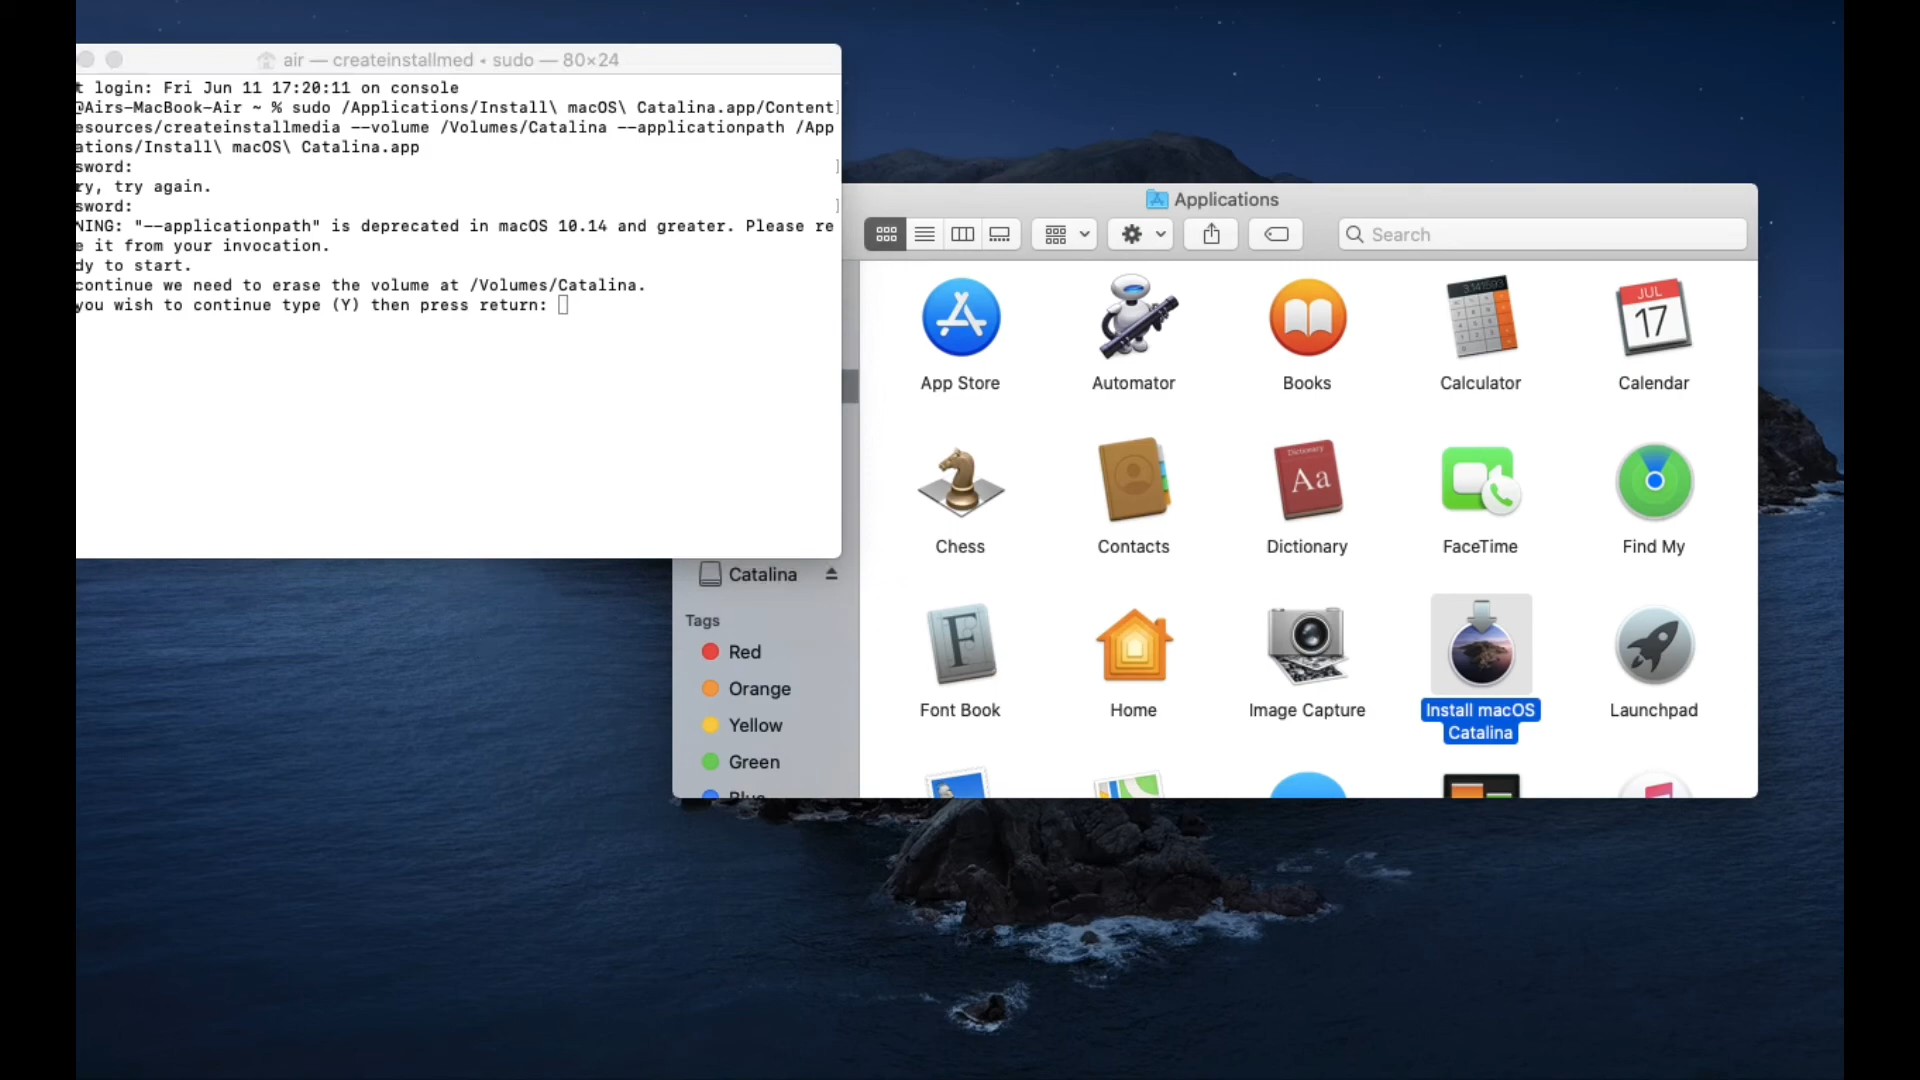 air — createinstallmed ◂ sudo — 80×24
t login: Fri Jun 11 17:20:11 on console
@Airs-MacBook-Air ~ % sudo /Applications/Install\ macOS\ Catalina.app/Content
esources/createinstallmedia --volume /Volumes/Catalina --applicationpath /App
ations/Install\ macOS\ Catalina.app
sword:
ry, try again.
sword:
NING: "--applicationpath" is deprecated in macOS 10.14 and greater. Please re
e it from your invocation.
dy to start.
continue we need to erase the volume at /Volumes/Catalina.
you wish to continue type (Y) then press return:
Applications
Search
App Store
Automator
Books
Calculator
Calendar
Chess
Contacts
Dictionary
FaceTime
Find My
Font Book
Home
Image Capture
Install macOS
Catalina
Launchpad
Catalina
Tags
Red
Orange
Yellow
Green
Blue
3.141593
JUL
17
Dictionary
Aa
F